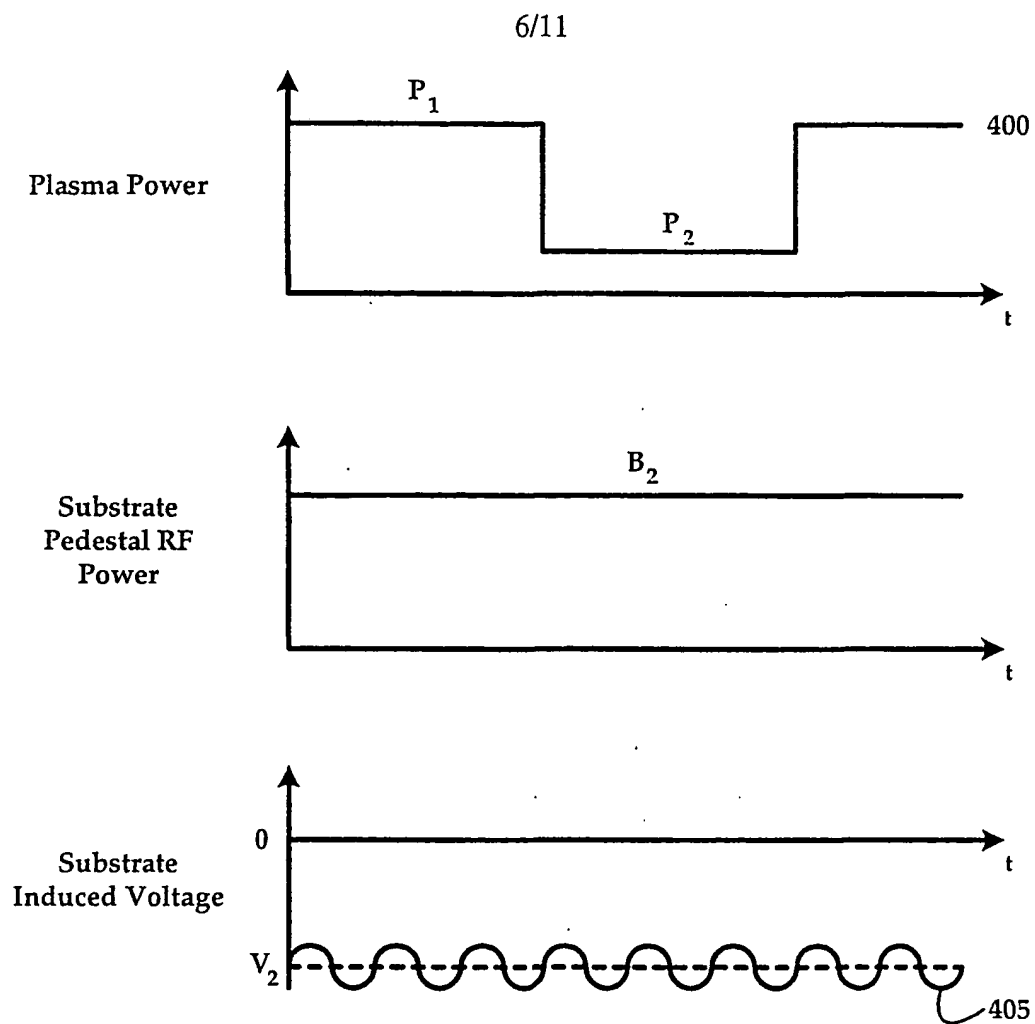 6/11
P1
400
Plasma Power
P2
t
B2
Substrate
Pedestal RF
Power
t
0
t
Substrate
Induced Voltage
V2
405